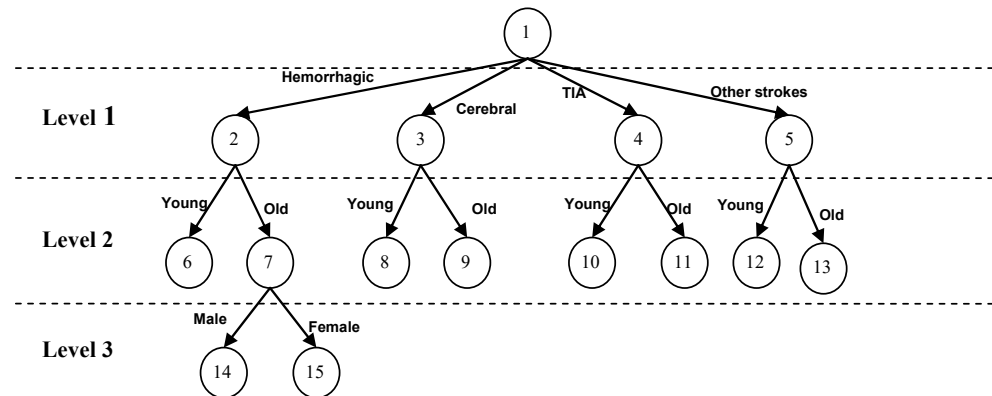 1
Hemorrhagic
Cerebral
TIA
Other strokes
Level 1
2
3
4
5
Young
Old
Young
Old
Young
Old
Young
Old
Level 2
6
7
8
9
10
11
12
13
Male
Female
Level 3
14
15